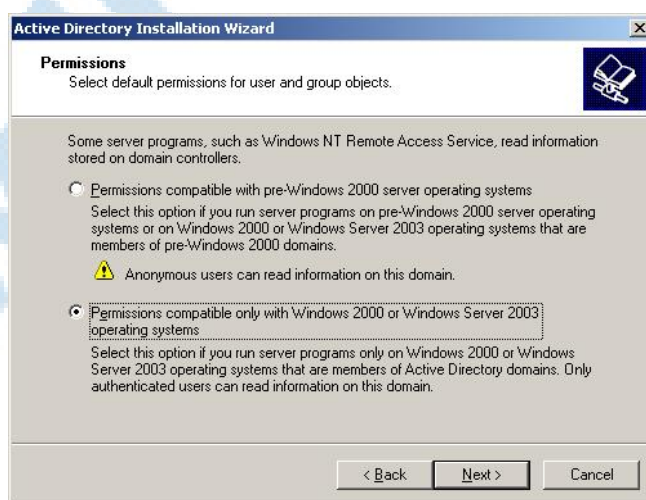 Active Directory Installation Wizard
Permissions
Select default permissions for user and group objects.
Some server programs, such as Windows NT Remote Access Service, read information
stored on domain controllers.
Permissions compatible with pre-Windows 2000 server operating systems
Select this option if you run server programs on pre-Windows 2000 server operating
systems or on Windows 2000 or Windows Server 2003 operating systems that are
members of pre-Windows 2000 domains.
Anonymous users can read information on this domain.
Permissions compatible only with Windows 2000 or Windows Server 2003
operating systems
Select this option if you run server programs only on Windows 2000 or Windows
Server 2003 operating systems that are members of Active Directory domains. Only
authenticated users can read information on this domain.
< Back Next > Cancel